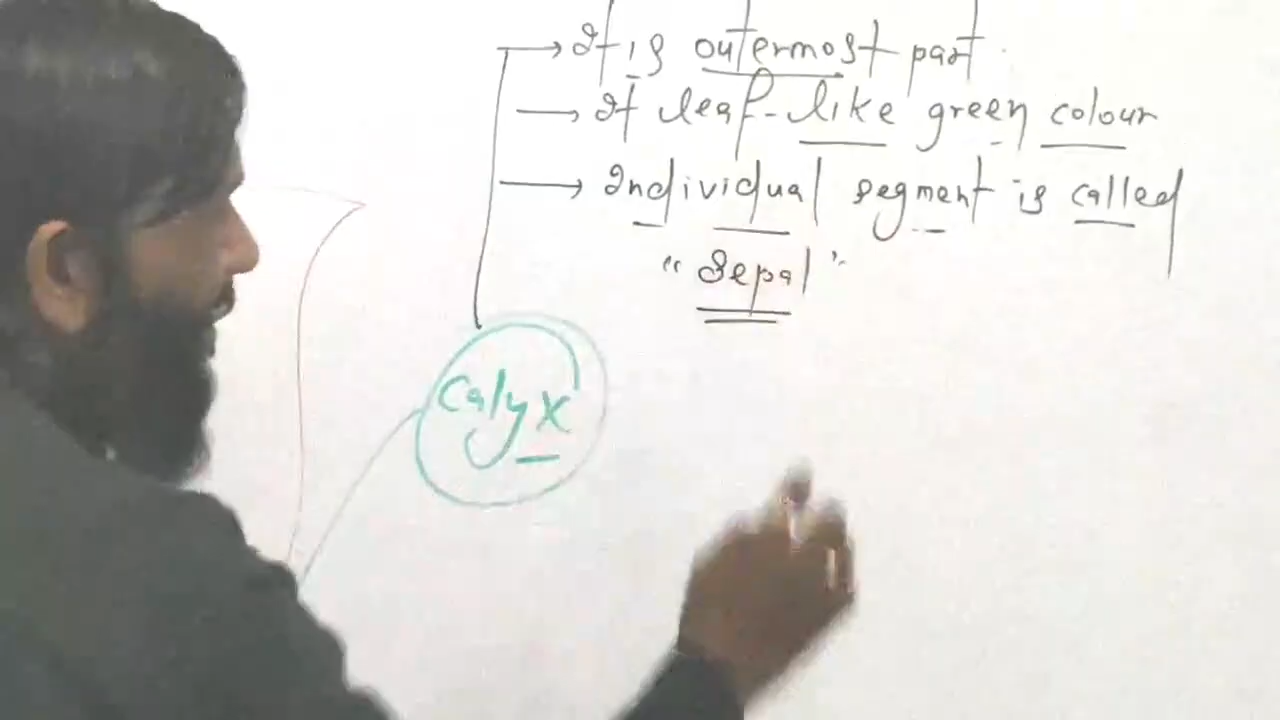 It is outermost part
It leaf-like green colour
Individual segment is called
“Sepal”
Calyx